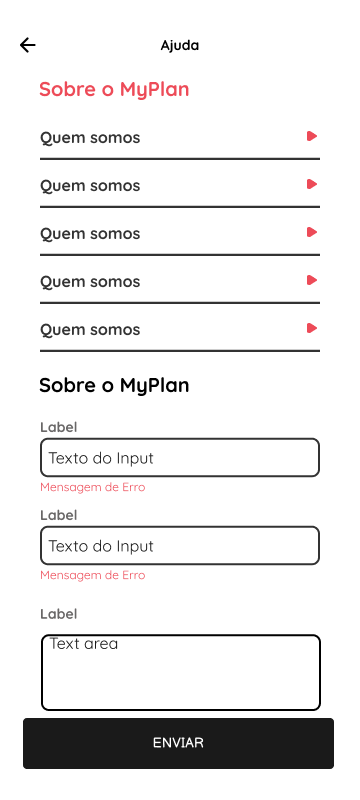 Ajuda
Sobre o MyPlan
Quem somos
Quem somos
Quem somos
Quem somos
Quem somos
Sobre o MyPlan
Label
Texto do Input
Mensagem de Erro
Label
Texto do Input
Mensagem de Erro
Label
Text area
ENVIAR